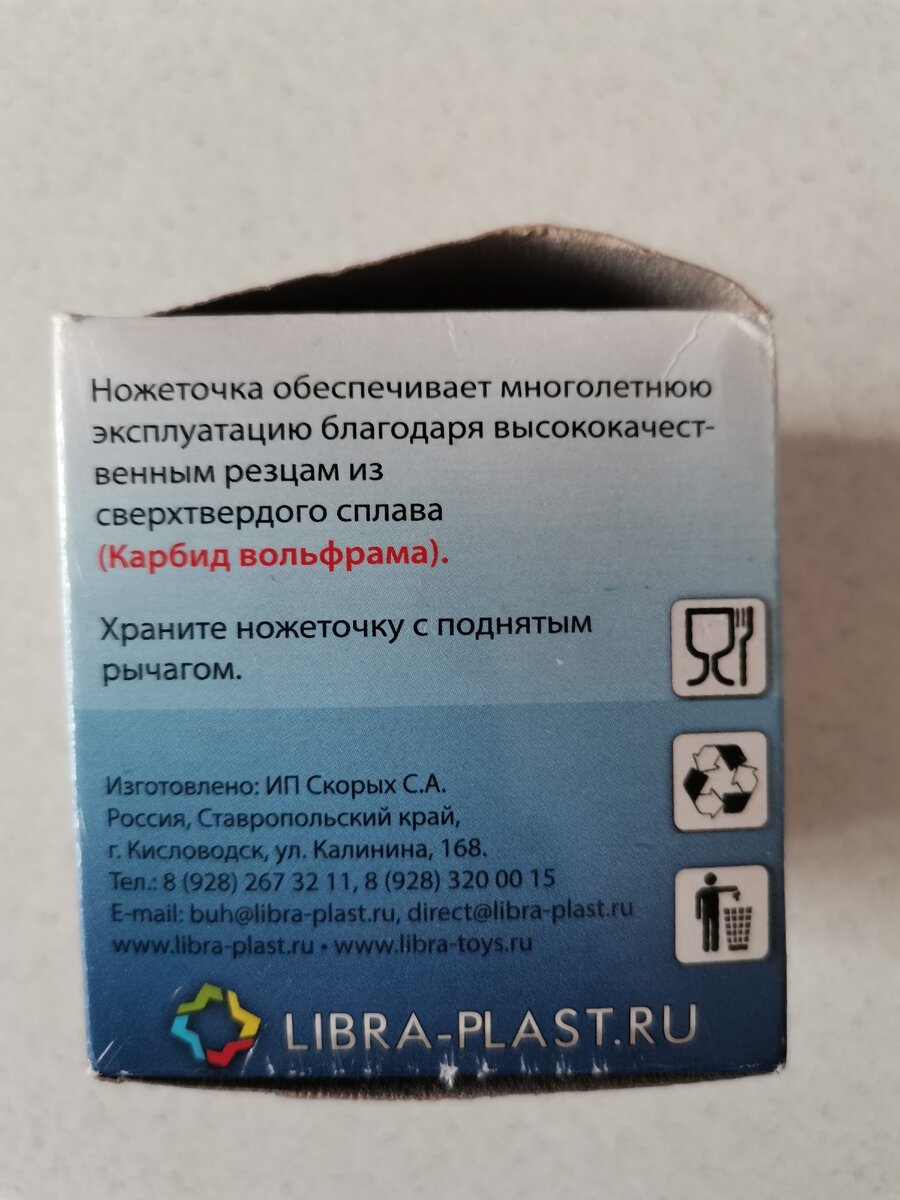 Ножеточка обеспечивает многолетнюю
эксплуатацию благодаря высококачест-
венным резцам из
сверхтвердого сплава
(Карбид вольфрама).
Храните ножеточку с поднятым
рычагом.
Изготовлено: ИП Скорых С.А.
Россия, Ставропольский край,
г. Кисловодск, ул. Калинина, 168.
Тел.: 8 (928) 267 32 11, 8 (928) 320 00 15
E-mail: buh@libra-plast.ru, direct@libra-plast.ru
www.libra-plast.ru • www.libra-toys.ru
LIBRA-PLAST.RU